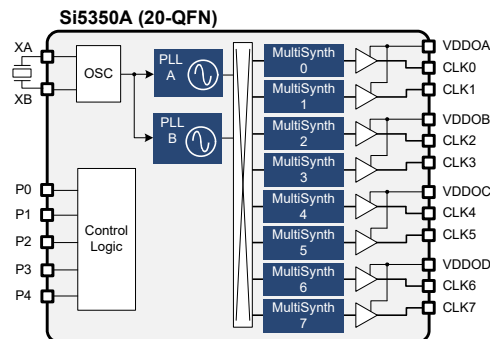 Si5350A (20-QFN)
XA
XB
OSC
PLL
A
PLL
B
P0
P1
P2
P3
P4
Control
Logic
MultiSynth
0
MultiSynth
1
MultiSynth
2
MultiSynth
3
MultiSynth
4
MultiSynth
5
MultiSynth
6
MultiSynth
7
VDDOA
CLK0
CLK1
VDDOB
CLK2
CLK3
VDDOC
CLK4
CLK5
VDDOD
CLK6
CLK7